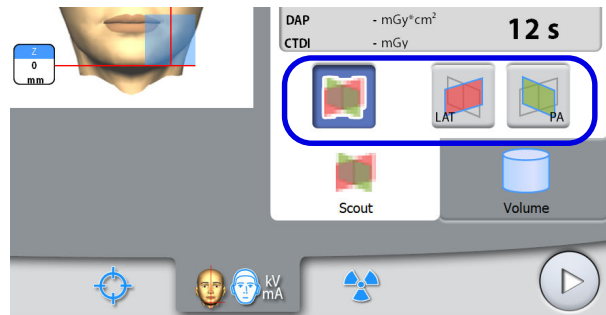 DAP - mGy*cm²
CTDI - mGy
12 s
Z
0
mm
LAT
PA
Scout
Volume
kV
mA